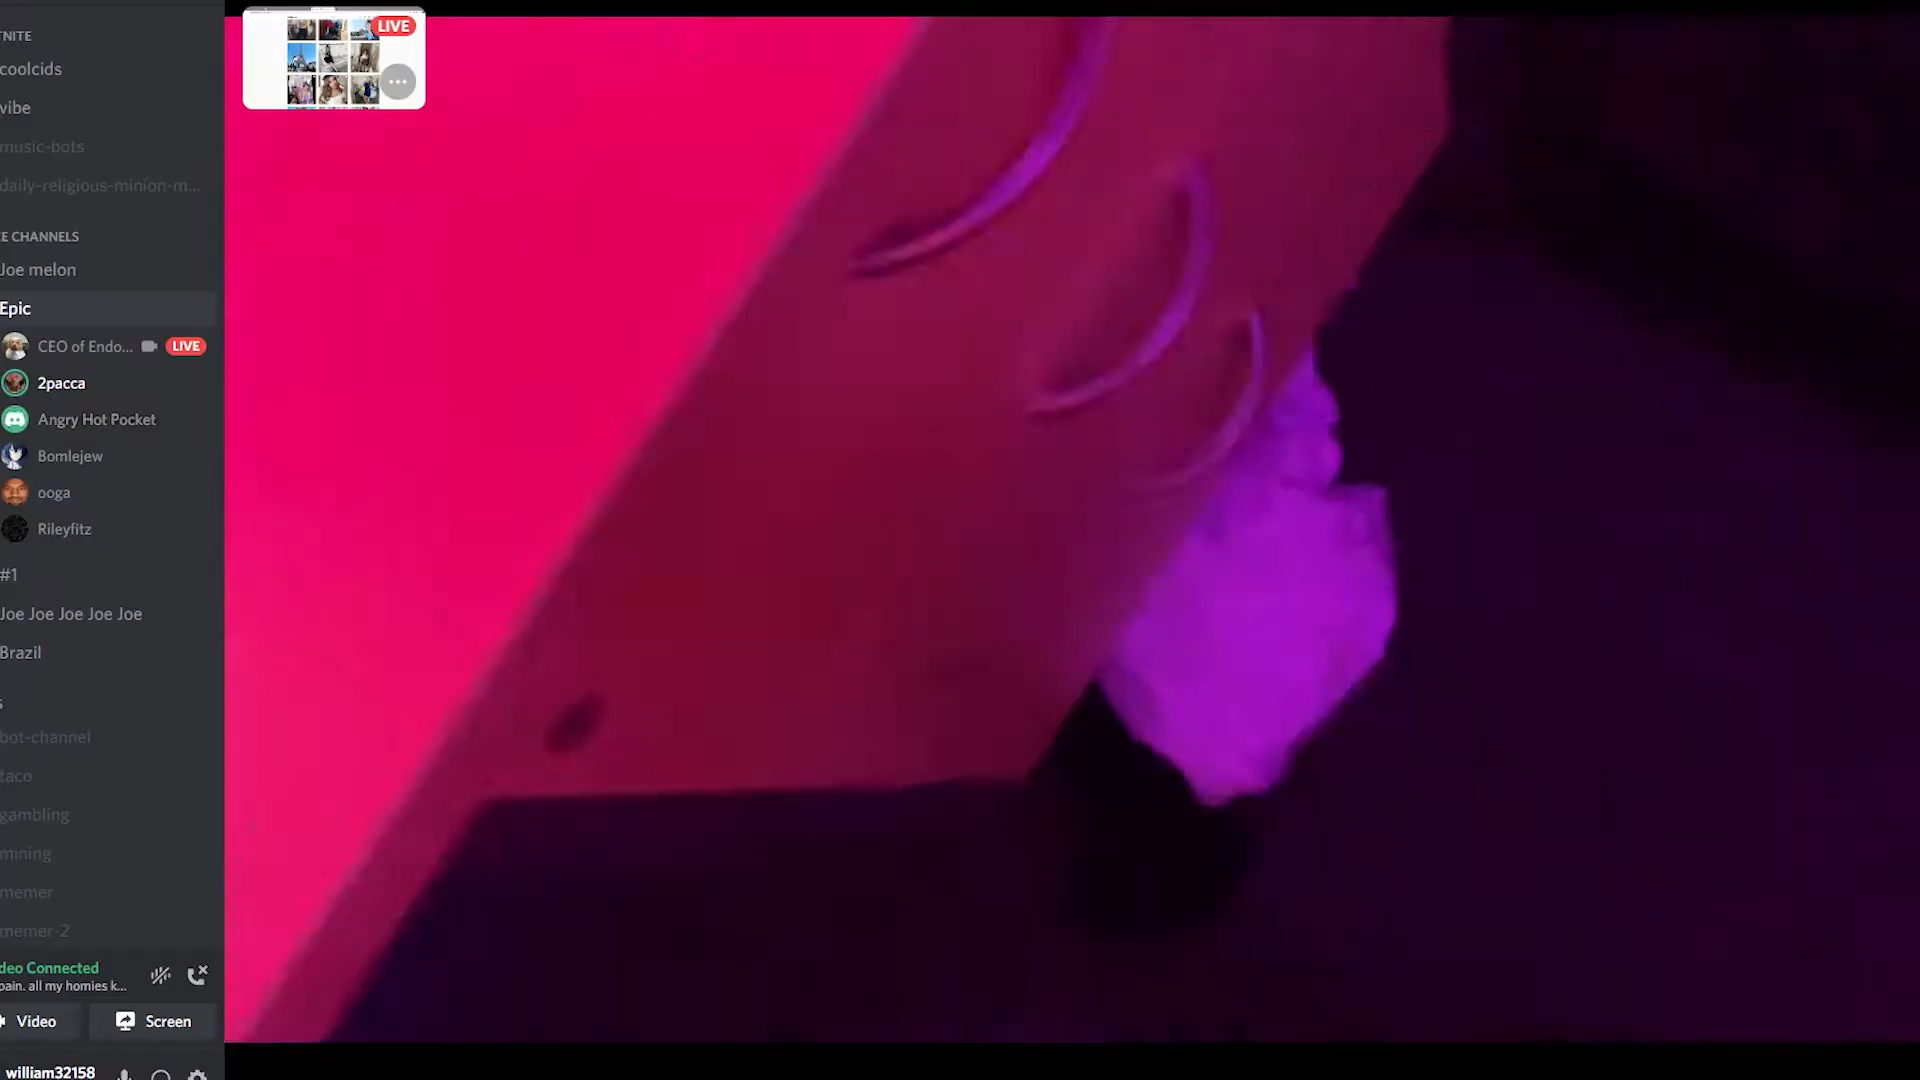 NITE
coolcids
vibe
music-bots
daily-religious-minion-m...
E CHANNELS
Joe melon
Epic
CEO of Endo... LIVE
2pacca
Angry Hot Pocket
Bomlejew
ooga
Rileyfitz
#1
Joe Joe Joe Joe Joe
Brazil
S
bot-channel
taco
gambling
mining
memer
memer-2
deo Connected
pain. all my homies k...
Video Screen
william32158
LIVE